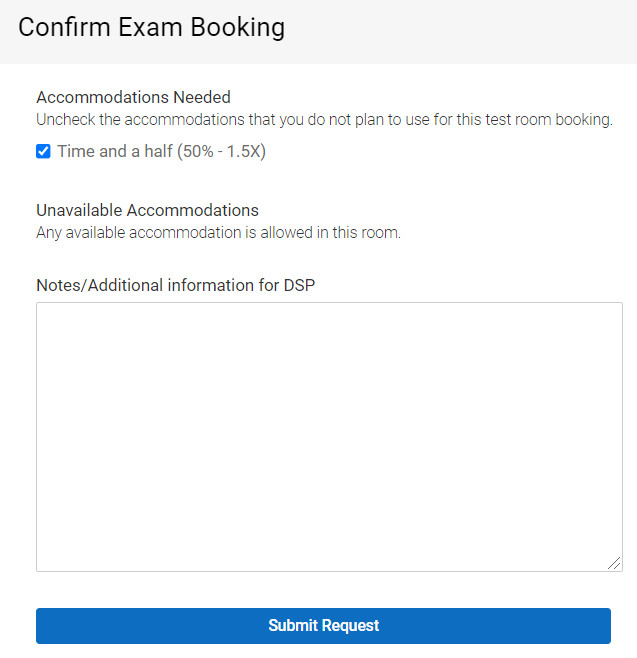 Confirm Exam Booking
Accommodations Needed
Uncheck the accommodations that you do not plan to use for this test room booking.
Time and a half (50% - 1.5X)
Unavailable Accommodations
Any available accommodation is allowed in this room.
Notes/Additional information for DSP
Submit Request